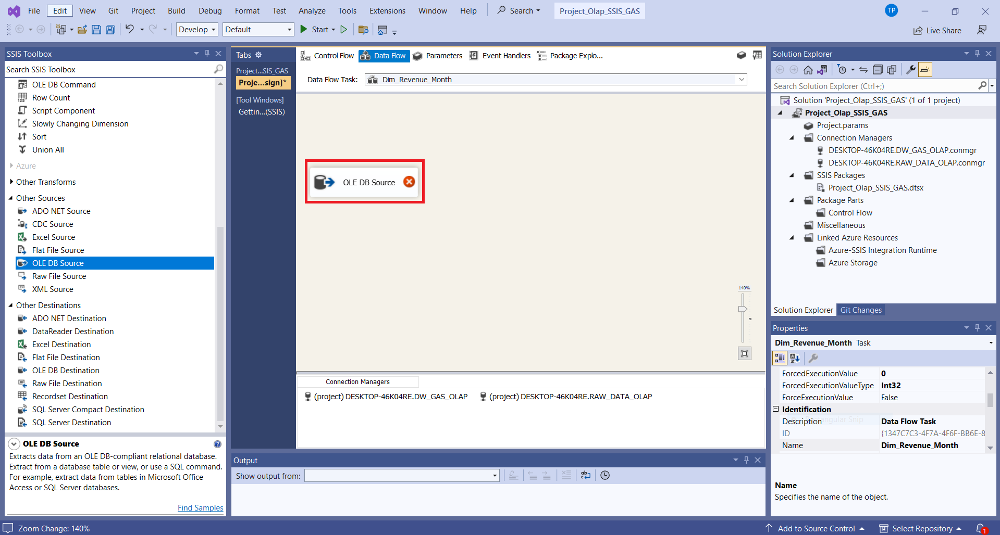 File Edit View Git Project Build Debug Format Test Analyze Tools Extensions Window Help Search Project_Olap_SSIS_GAS TP
Develop Default Start Live Share
SSIS Toolbox
Search SSIS Toolbox
OLE DB Command
Row Count
Script Component
Slowly Changing Dimension
Sort
Union All
Azure
Other Transforms
Other Sources
ADO NET Source
CDC Source
Excel Source
Flat File Source
OLE DB Source
Raw File Source
XML Source
Other Destinations
ADO NET Destination
DataReader Destination
Excel Destination
Flat File Destination
OLE DB Destination
Raw File Destination
Recordset Destination
SQL Server Compact Destination
SQL Server Destination
OLE DB Source
Extracts data from an OLE DB-compliant relational database.
Extract from a database table or view, or use a SQL command.
For example, extract data from tables in Microsoft Office
Access or SQL Server databases.
Find Samples
Tabs
Project...SIS_GAS
Proje...sign]*
[Tool Windows]
Gettin...(SSIS)
Control Flow Data Flow Parameters Event Handlers Package Explo...
Data Flow Task: Dim_Revenue_Month
OLE DB Source
140%
Connection Managers
(project) DESKTOP-46K04RE.DW_GAS_OLAP (project) DESKTOP-46K04RE.RAW_DATA_OLAP
Output
Show output from:
Solution Explorer
Search Solution Explorer (Ctrl+;)
Solution 'Project_Olap_SSIS_GAS' (1 of 1 project)
Project_Olap_SSIS_GAS
Project.params
Connection Managers
DESKTOP-46K04RE.DW_GAS_OLAP.conmgr
DESKTOP-46K04RE.RAW_DATA_OLAP.conmgr
SSIS Packages
Project_Olap_SSIS_GAS.dtsx
Package Parts
Control Flow
Miscellaneous
Linked Azure Resources
Azure-SSIS Integration Runtime
Azure Storage
Solution Explorer Git Changes
Properties
Dim_Revenue_Month Task
ForcedExecutionValue 0
ForcedExecutionValueType Int32
ForceExecutionValue False
Identification
Description Data Flow Task
ID {1347C7C3-4F7A-4F6F-BB6E-8
Name Dim_Revenue_Month
Name
Specifies the name of the object.
Zoom Change: 140% Add to Source Control Select Repository 1